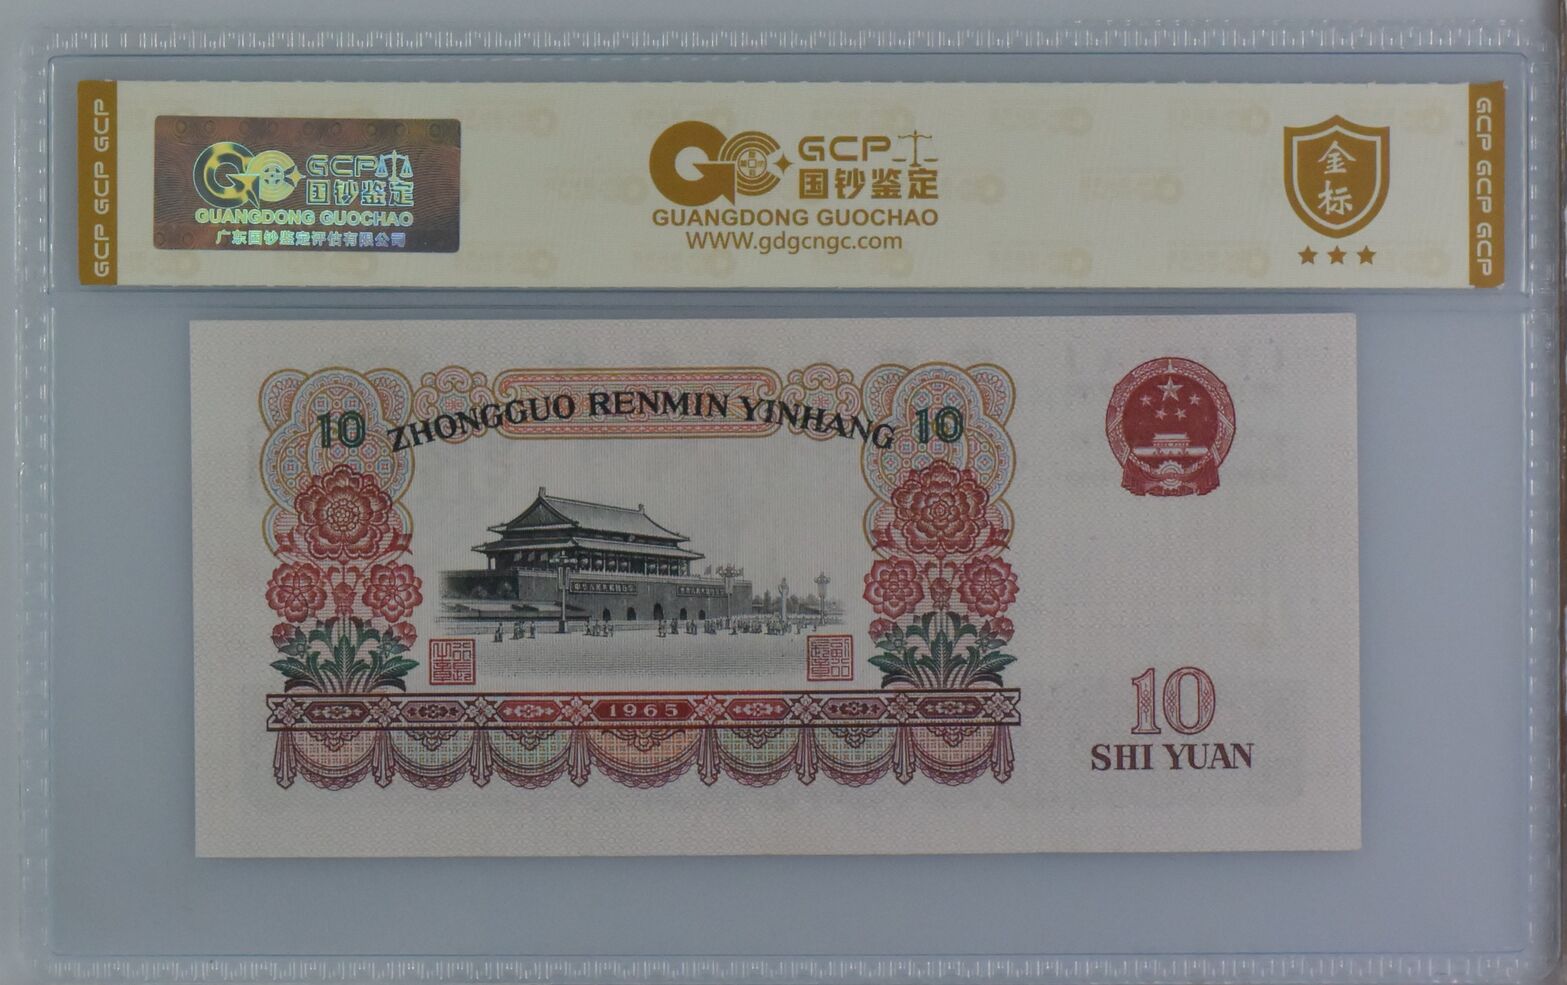 GCP GCP GCP
GCP
国钞鉴定
GUANGDONG GUOCHAO
广东国钞鉴定评估有限公司
GCP
国钞鉴定
GUANGDONG GUOCHAO
WWW.gdgcngc.com
金
标
GCP GCP GCP
10
ZHONGGUO RENMIN YINHANG
10
1965
10
SHI YUAN